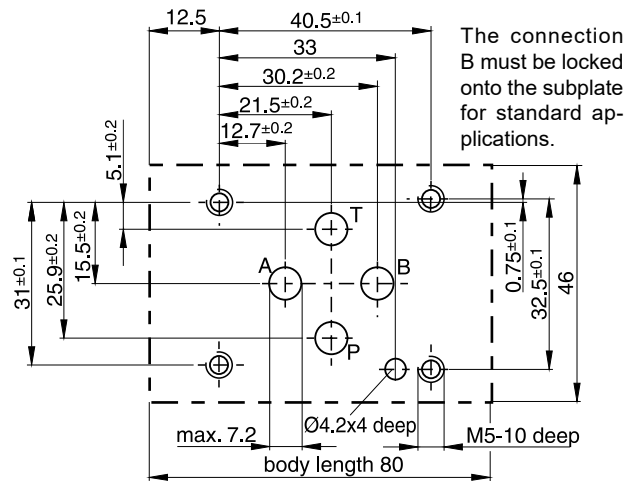 12.5
40.5±0.1
33
30.2±0.2
21.5±0.2
12.7±0.2
The connection
B must be locked
onto the subplate
for standard ap-
plications.
5.1±0.2
T
A
B
P
31±0.1
25.9±0.2
15.5±0.2
0.75±0.1
32.5±0.1
46
Ø4.2x4 deep
max. 7.2
M5-10 deep
body length 80